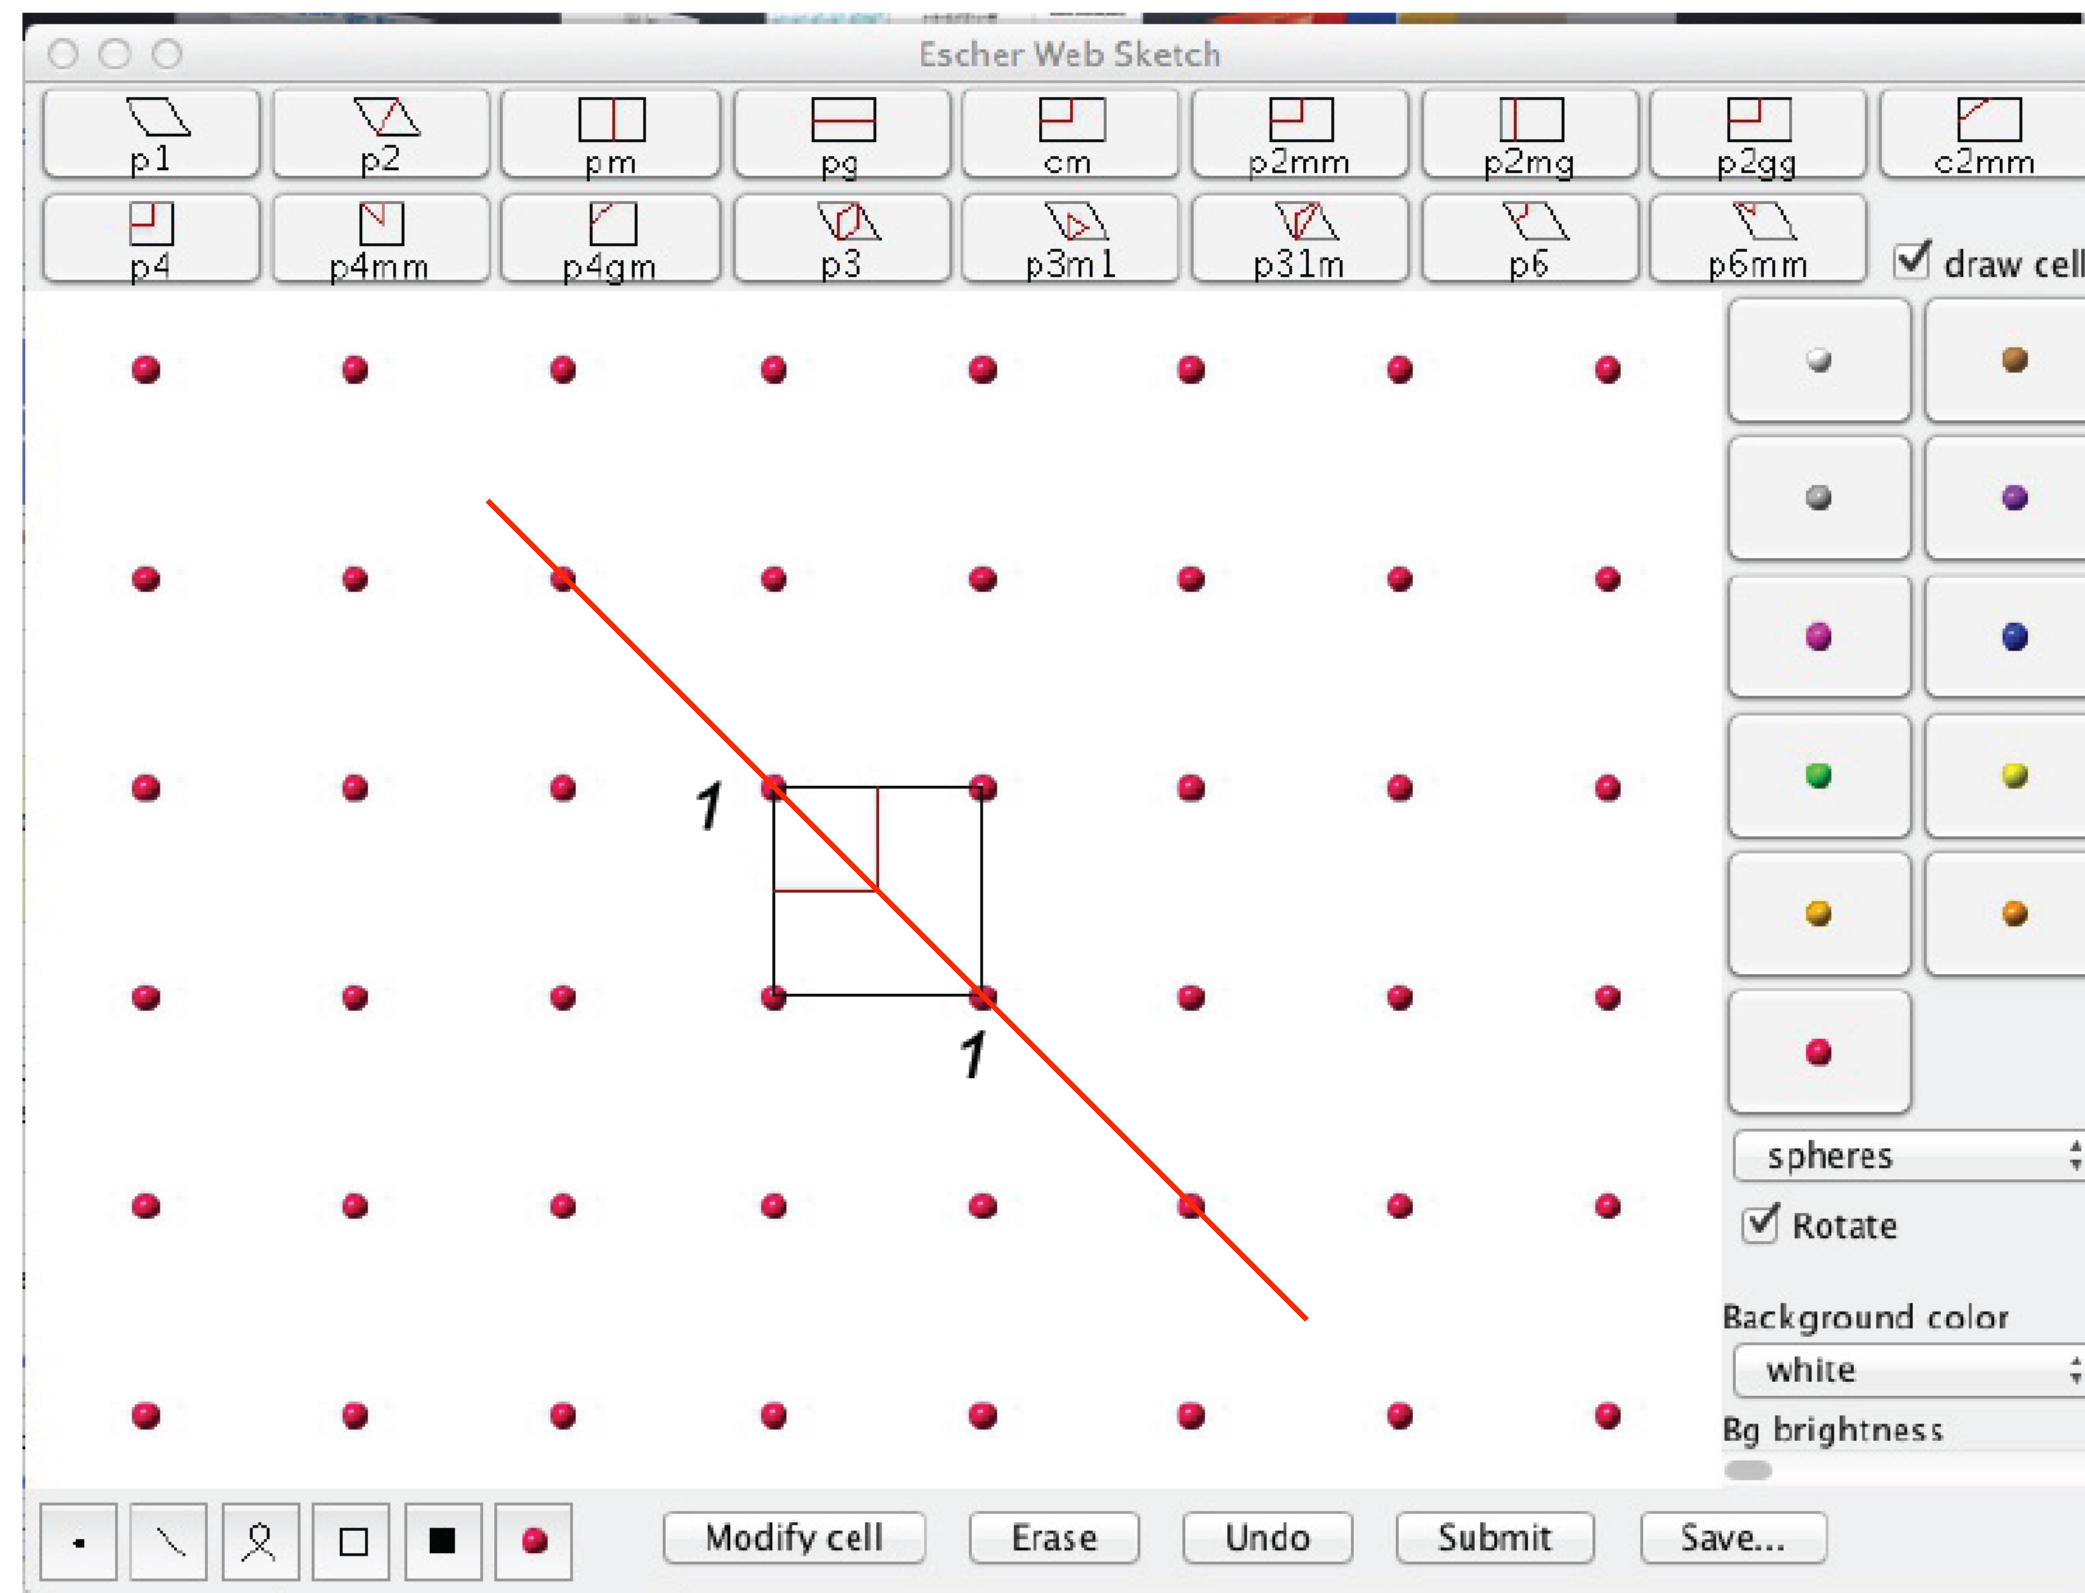 Escher Web Sketch
p1 p2 pm pg cm p2mm p2mg p2gg c2mm
p4 p4mm p4gm p3 p3m1 p31m p6 p6mm draw cell
1
1
spheres
Rotate
Background color
white
Bg brightness
Modify cell Erase Undo Submit Save...